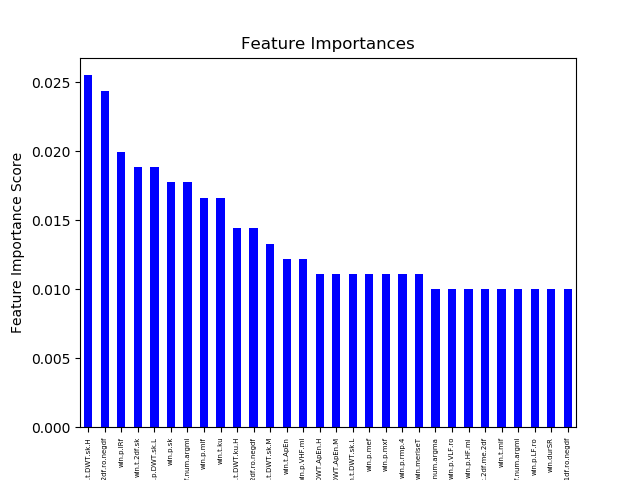 Feature Importances
Feature Importance Score
0.025
0.020
0.015
0.010
0.005
0.000
.t.DWT.sk.H
2df.ro.negdf
win.p.IRf
win.t.2df.sk
.p.DWT.sk.L
win.p.sk
.num.argmi
win.p.mif
win.t.ku
.t.DWT.ku.H
2df.ro.negdf
.t.DWT.sk.M
win.t.ApEn
win.p.VHF.mi
DWT.ApEn.H
DWT.ApEn.M
.t.DWT.sk.L
win.p.mef
win.p.mxf
win.p.rmp.4
win.meriseT
num.argma
win.p.VLF.ro
win.p.HF.mi
.2df.me.2df
win.t.mif
.num.argmi
win.p.LF.ro
win.durSR
1df.ro.negdf